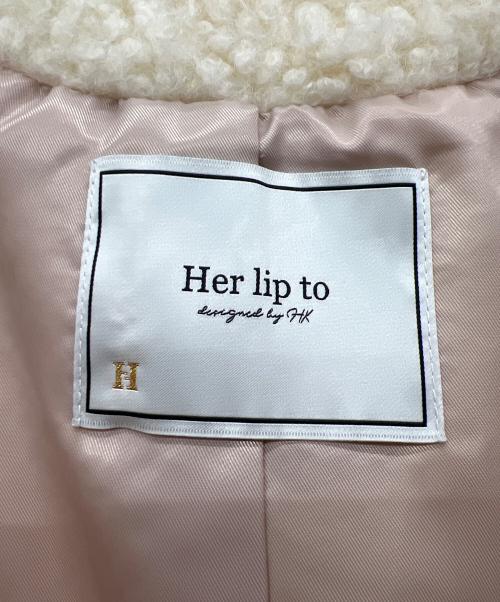 Her lip to
designed by HK
H